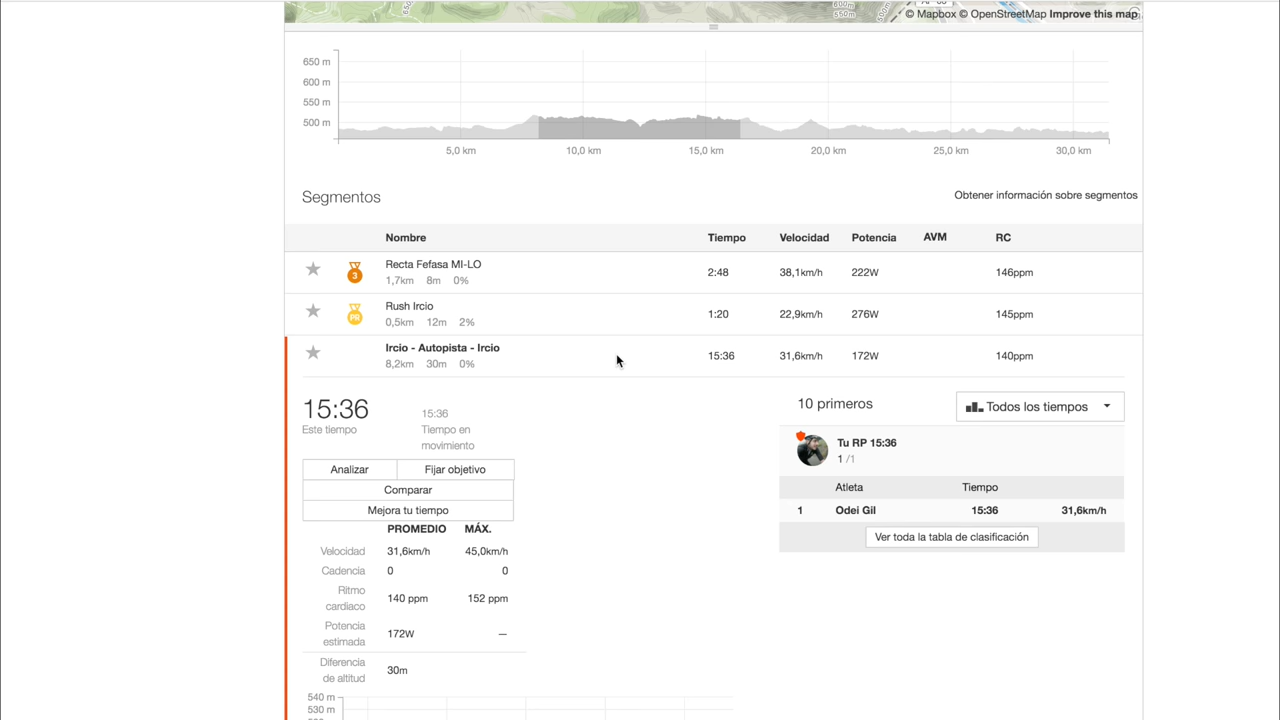 © Mapbox © OpenStreetMap Improve this map
650 m
600 m
550 m
500 m
5,0 km 10,0 km 15,0 km 20,0 km 25,0 km 30,0 km
Segmentos
Obtener información sobre segmentos
Nombre Tiempo Velocidad Potencia AVM RC
3
Recta Fefasa MI-LO
1,7km 8m 0%
2:48 38,1km/h 222W 146ppm
PR
Rush Ircio
0,5km 12m 2%
1:20 22,9km/h 276W 145ppm
Ircio - Autopista - Ircio
8,2km 30m 0%
15:36 31,6km/h 172W 140ppm
15:36
Este tiempo
15:36
Tiempo en
movimiento
Analizar Fijar objetivo
Comparar
Mejora tu tiempo
PROMEDIO MÁX.
Velocidad 31,6km/h 45,0km/h
Cadencia 0 0
Ritmo
cardiaco
140 ppm 152 ppm
Potencia
estimada
172W —
Diferencia
de altitud
30m
540 m
530 m
10 primeros
Todos los tiempos
Tu RP 15:36
1 /1
Atleta Tiempo
1 Odei Gil 15:36 31,6km/h
Ver toda la tabla de clasificación